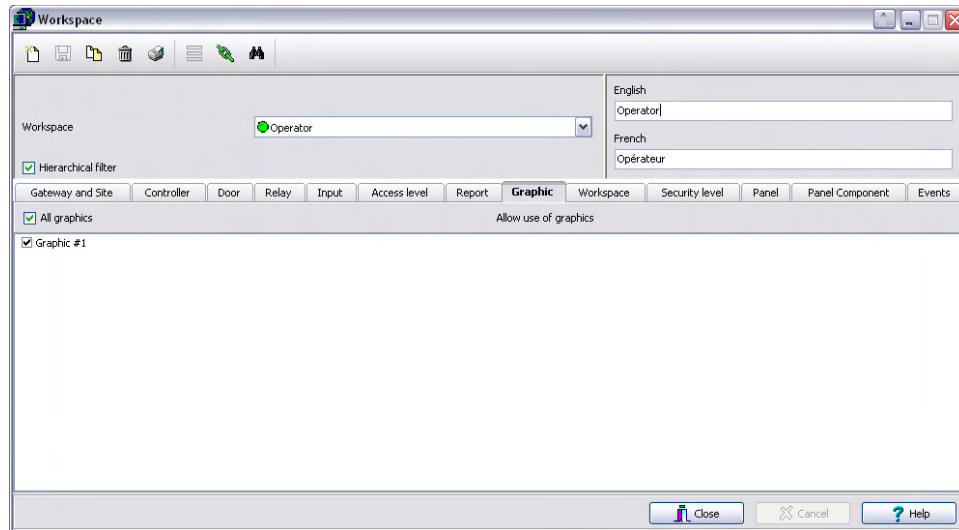 Workspace
English
Operator
Workspace
Operator
French
Opérateur
Hierarchical filter
Gateway and Site Controller Door Relay Input Access level Report Graphic Workspace Security level Panel Panel Component Events
All graphics Allow use of graphics
Graphic #1
Close Cancel ? Help